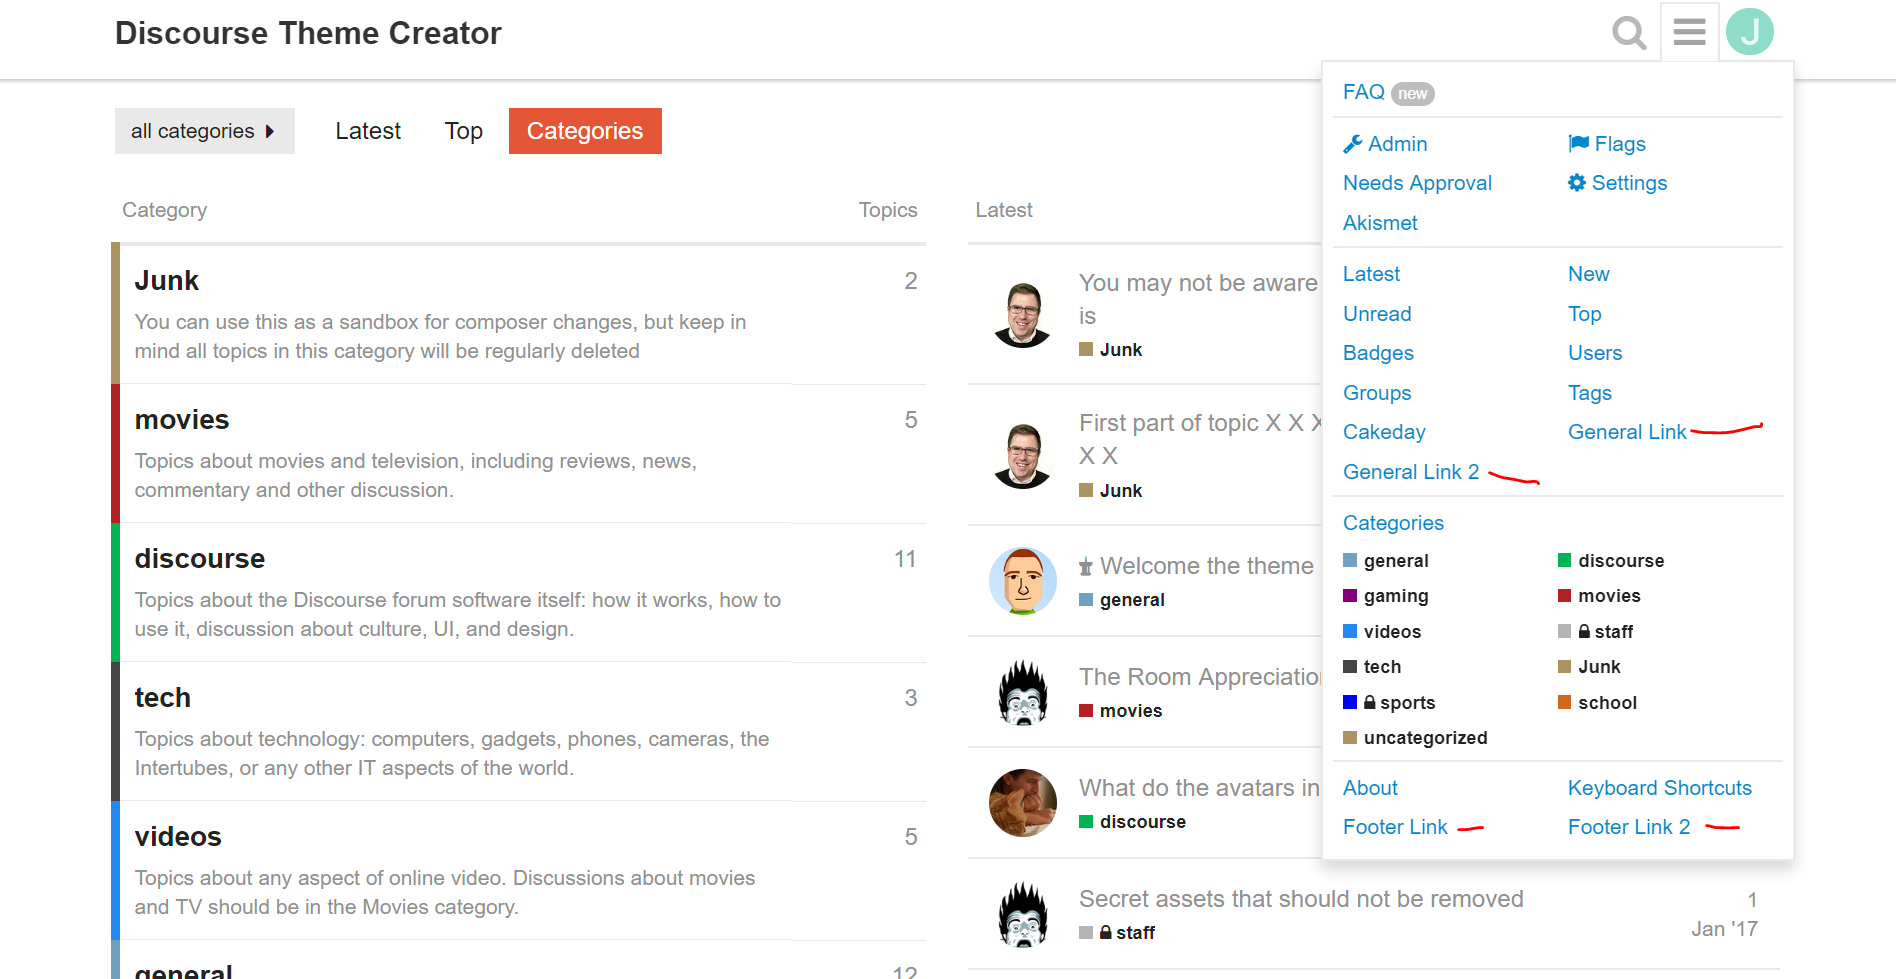 Discourse Theme Creator
J
all categories
Latest
Top
Categories
Category
Topics
Latest
Junk
2
You can use this as a sandbox for composer changes, but keep in
mind all topics in this category will be regularly deleted
movies
5
Topics about movies and television, including reviews, news,
commentary and other discussion.
discourse
11
Topics about the Discourse forum software itself: how it works, how to
use it, discussion about culture, UI, and design.
tech
3
Topics about technology: computers, gadgets, phones, cameras, the
Intertubes, or any other IT aspects of the world.
videos
5
Topics about any aspect of online video. Discussions about movies
and TV should be in the Movies category.
general
12
You may not be aware
is
Junk
First part of topic X X X
X X
Junk
Welcome the theme
general
The Room Appreciation
movies
What do the avatars in
discourse
Secret assets that should not be removed
1
staff
Jan '17
FAQ new
Admin
Flags
Needs Approval
Settings
Akismet
Latest
New
Unread
Top
Badges
Users
Groups
Tags
Cakeday
General Link
General Link 2
Categories
general
discourse
gaming
movies
videos
staff
tech
Junk
sports
school
uncategorized
About
Keyboard Shortcuts
Footer Link
Footer Link 2